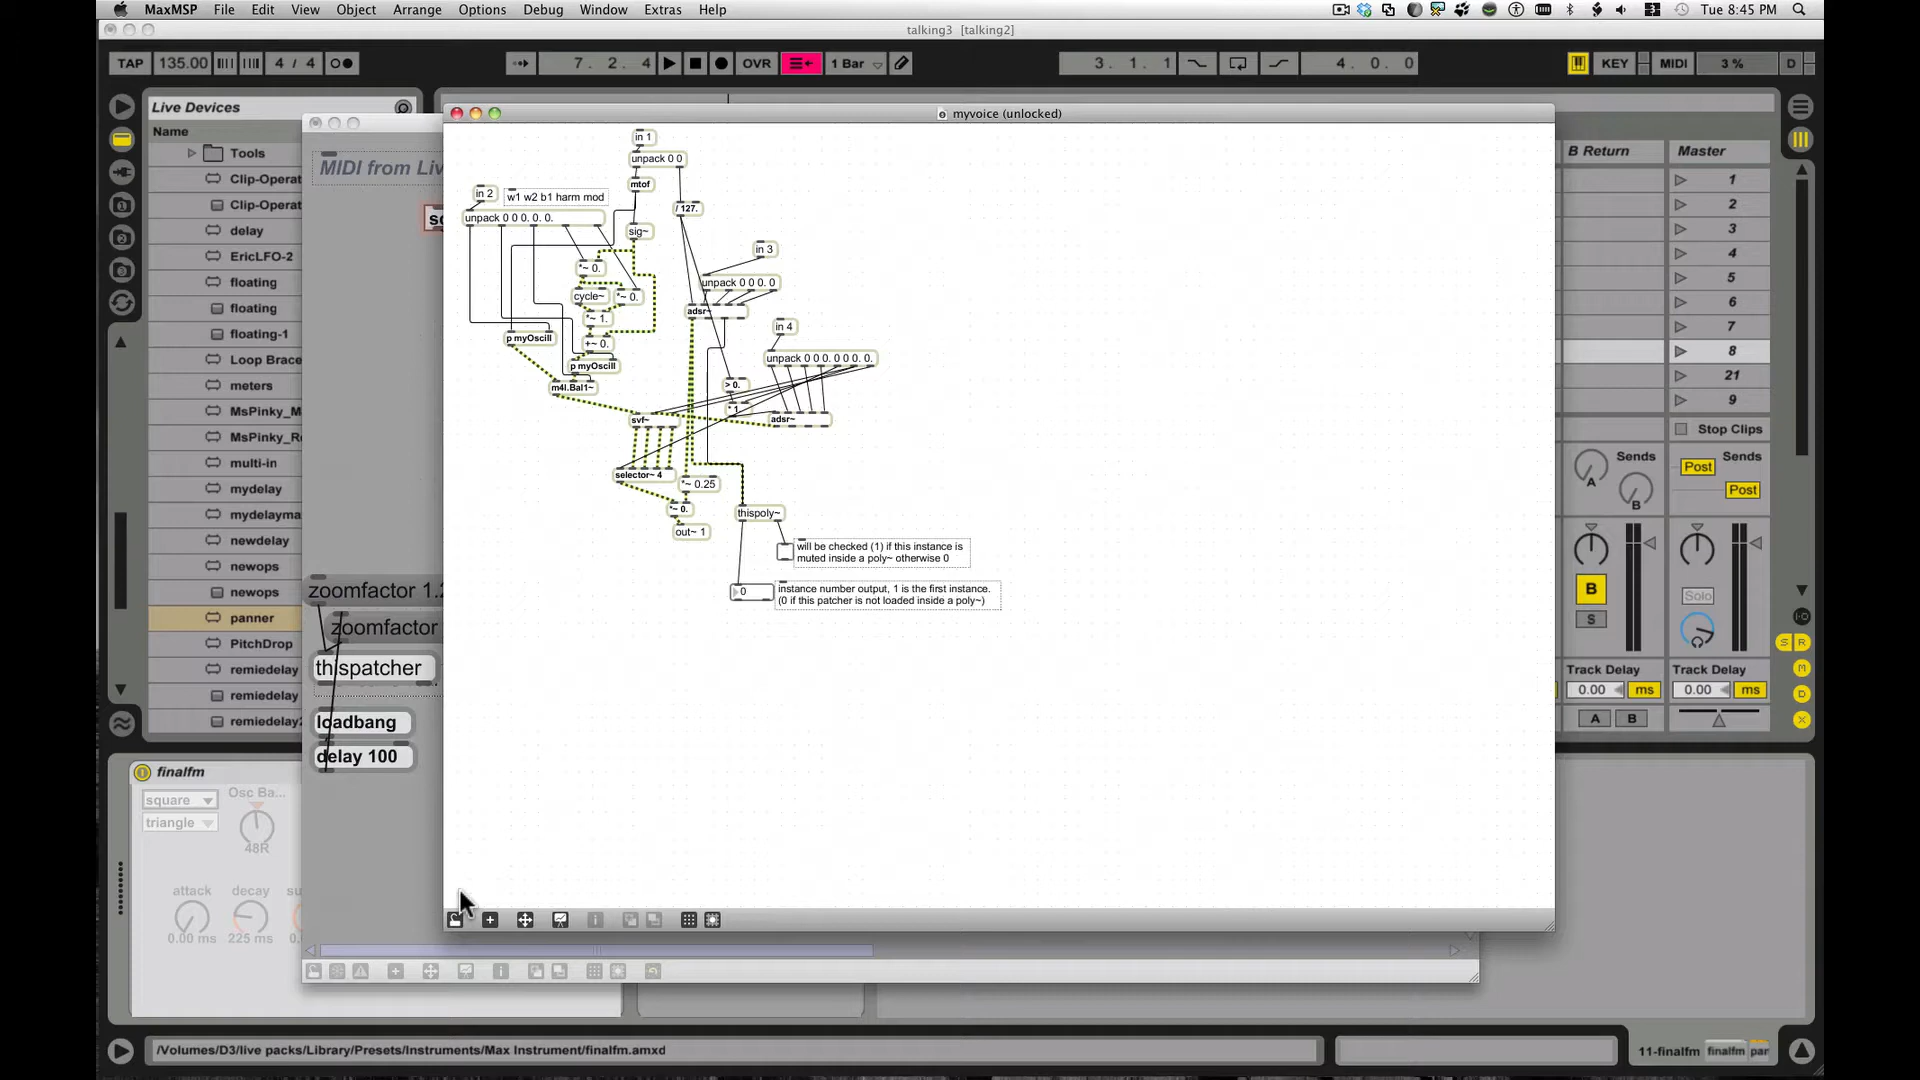 MaxMSP File Edit View Object Arrange Options Debug Window Extras Help Tue 8:45 PM
talking3 [talking2]
TAP 135.00 4 / 4 7. 2. 4 OVR 1 Bar 3. 1. 1 4. 0. 0 KEY MIDI 3 % D
Live Devices
Name
Tools
Clip-Operat
Clip-Operat
delay
EricLFO-2
floating
floating
floating-1
Loop Brace
meters
MsPinky_M
MsPinky_R
multi-in
mydelay
mydelayma
newdelay
newops
newops
panner
PitchDrop
remiedelay
remiedelay
remiedelay2
MIDI from Liv
sc
zoomfactor 1.2
zoomfactor
thispatcher
loadbang
delay 100
myvoice (unlocked)
in 1
unpack 0 0
mtof
in 2
w1 w2 b1 harm mod
/ 127.
unpack 0 0 0. 0. 0.
sig~
in 3
*~ 0.
unpack 0 0 0. 0
cycle~
*~ 0.
adsr~
*~ 1.
in 4
p myOscill
+~ 0.
unpack 0 0 0. 0 0 0. 0.
p myOscill
> 0.
m4l.Bal1~
* 1
svf~
adsr~
selector~ 4
*~ 0.25
*~ 0.
thispoly~
out~ 1
will be checked (1) if this instance is
muted inside a poly~ otherwise 0
0
instance number output, 1 is the first instance.
(0 if this patcher is not loaded inside a poly~)
B Return
Master
1
2
3
4
5
6
7
8
21
9
Stop Clips
Sends
Sends
A
Post
B
Post
B
Solo
S
S R
M
D
X
Track Delay
Track Delay
0.00 ms
0.00 ms
A B
finalfm
square
Osc Ba...
triangle
48R
attack decay su
0.00 ms 225 ms 0.
/Volumes/D3/live packs/Library/Presets/Instruments/Max Instrument/finalfm.amxd
11-finalfm finalfm par